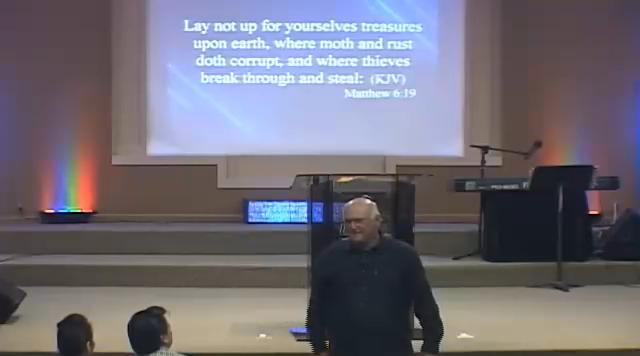 Lay not up for yourselves treasures
upon earth, where moth and rust
doth corrupt, and where thieves
break through and steal: (KJV)
Matthew 6:19